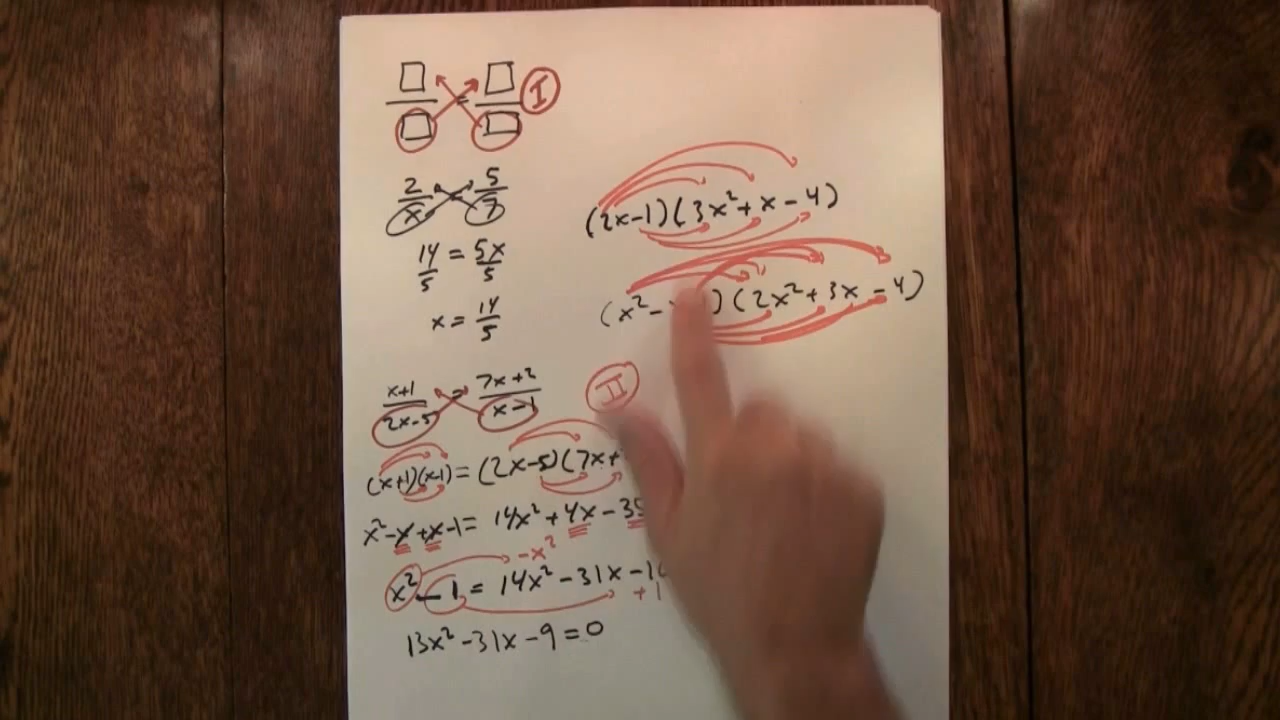 □/□ = □/□ I
2/x = 5/7
14/5 = 5x/5
x = 14/5
(x+1)/(2x-5) = (7x+2)/(x-1)
(x+1)(x-1) = (2x-5)(7x+
x²-x+x-1 = 14x²+4x-35
-x²
x² - 1 = 14x²-31x-10
+1
13x²-31x-9=0
(2x-1)(3x²+x-4)
(x²- )(2x²+3x-4)
II